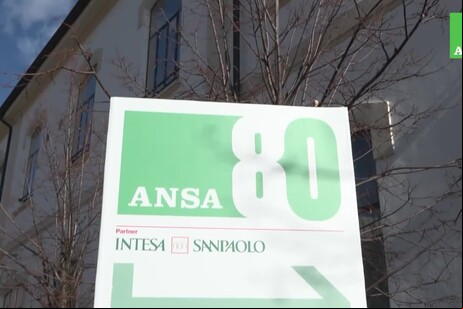 ANSA 80
Partner
INTESA SANPAOLO